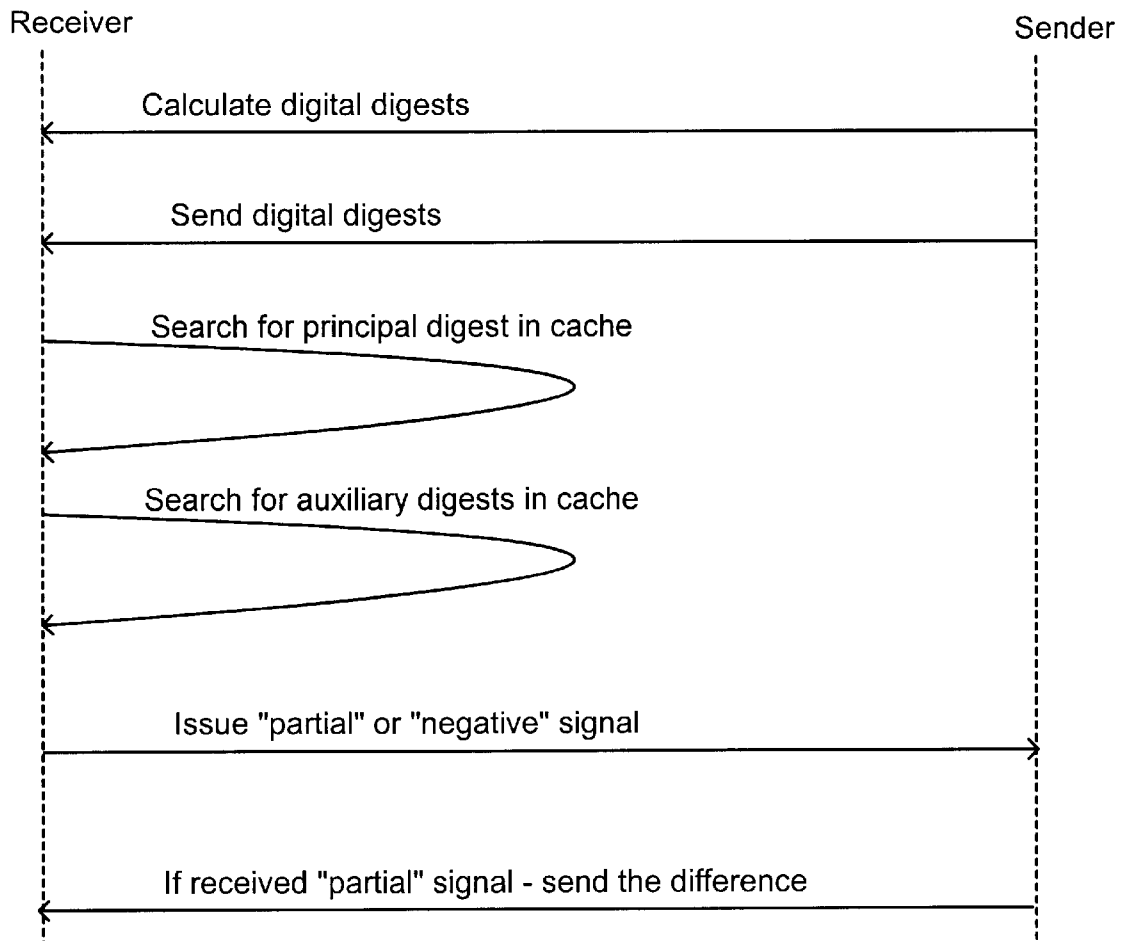 Receiver
Sender
Calculate digital digests
Send digital digests
Search for principal digest in cache
Search for auxiliary digests in cache
Issue "partial" or "negative" signal
If received "partial" signal - send the difference